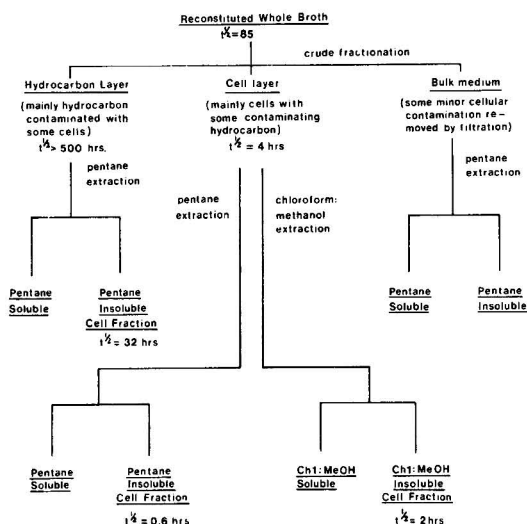 Reconstituted Whole Broth
t½=85
crude fractionation
Hydrocarbon Layer
(mainly hydrocarbon
contaminated with
some cells)
t½> 500 hrs.
Cell layer
(mainly cells with
some contaminating
hydrocarbon)
t½ = 4 hrs
Bulk medium
(some minor cellular
contamination re-
moved by filtration)
pentane
extraction
pentane
extraction
chloroform:
methanol
extraction
pentane
extraction
Pentane
Soluble
Pentane
Insoluble
Cell Fraction
t½= 32 hrs
Pentane
Soluble
Pentane
Insoluble
Pentane
Soluble
Pentane
Insoluble
Cell Fraction
t½ = 0.6 hrs
Ch1:MeOH
Soluble
Ch1:MeOH
Insoluble
Cell Fraction
t½ = 2hrs